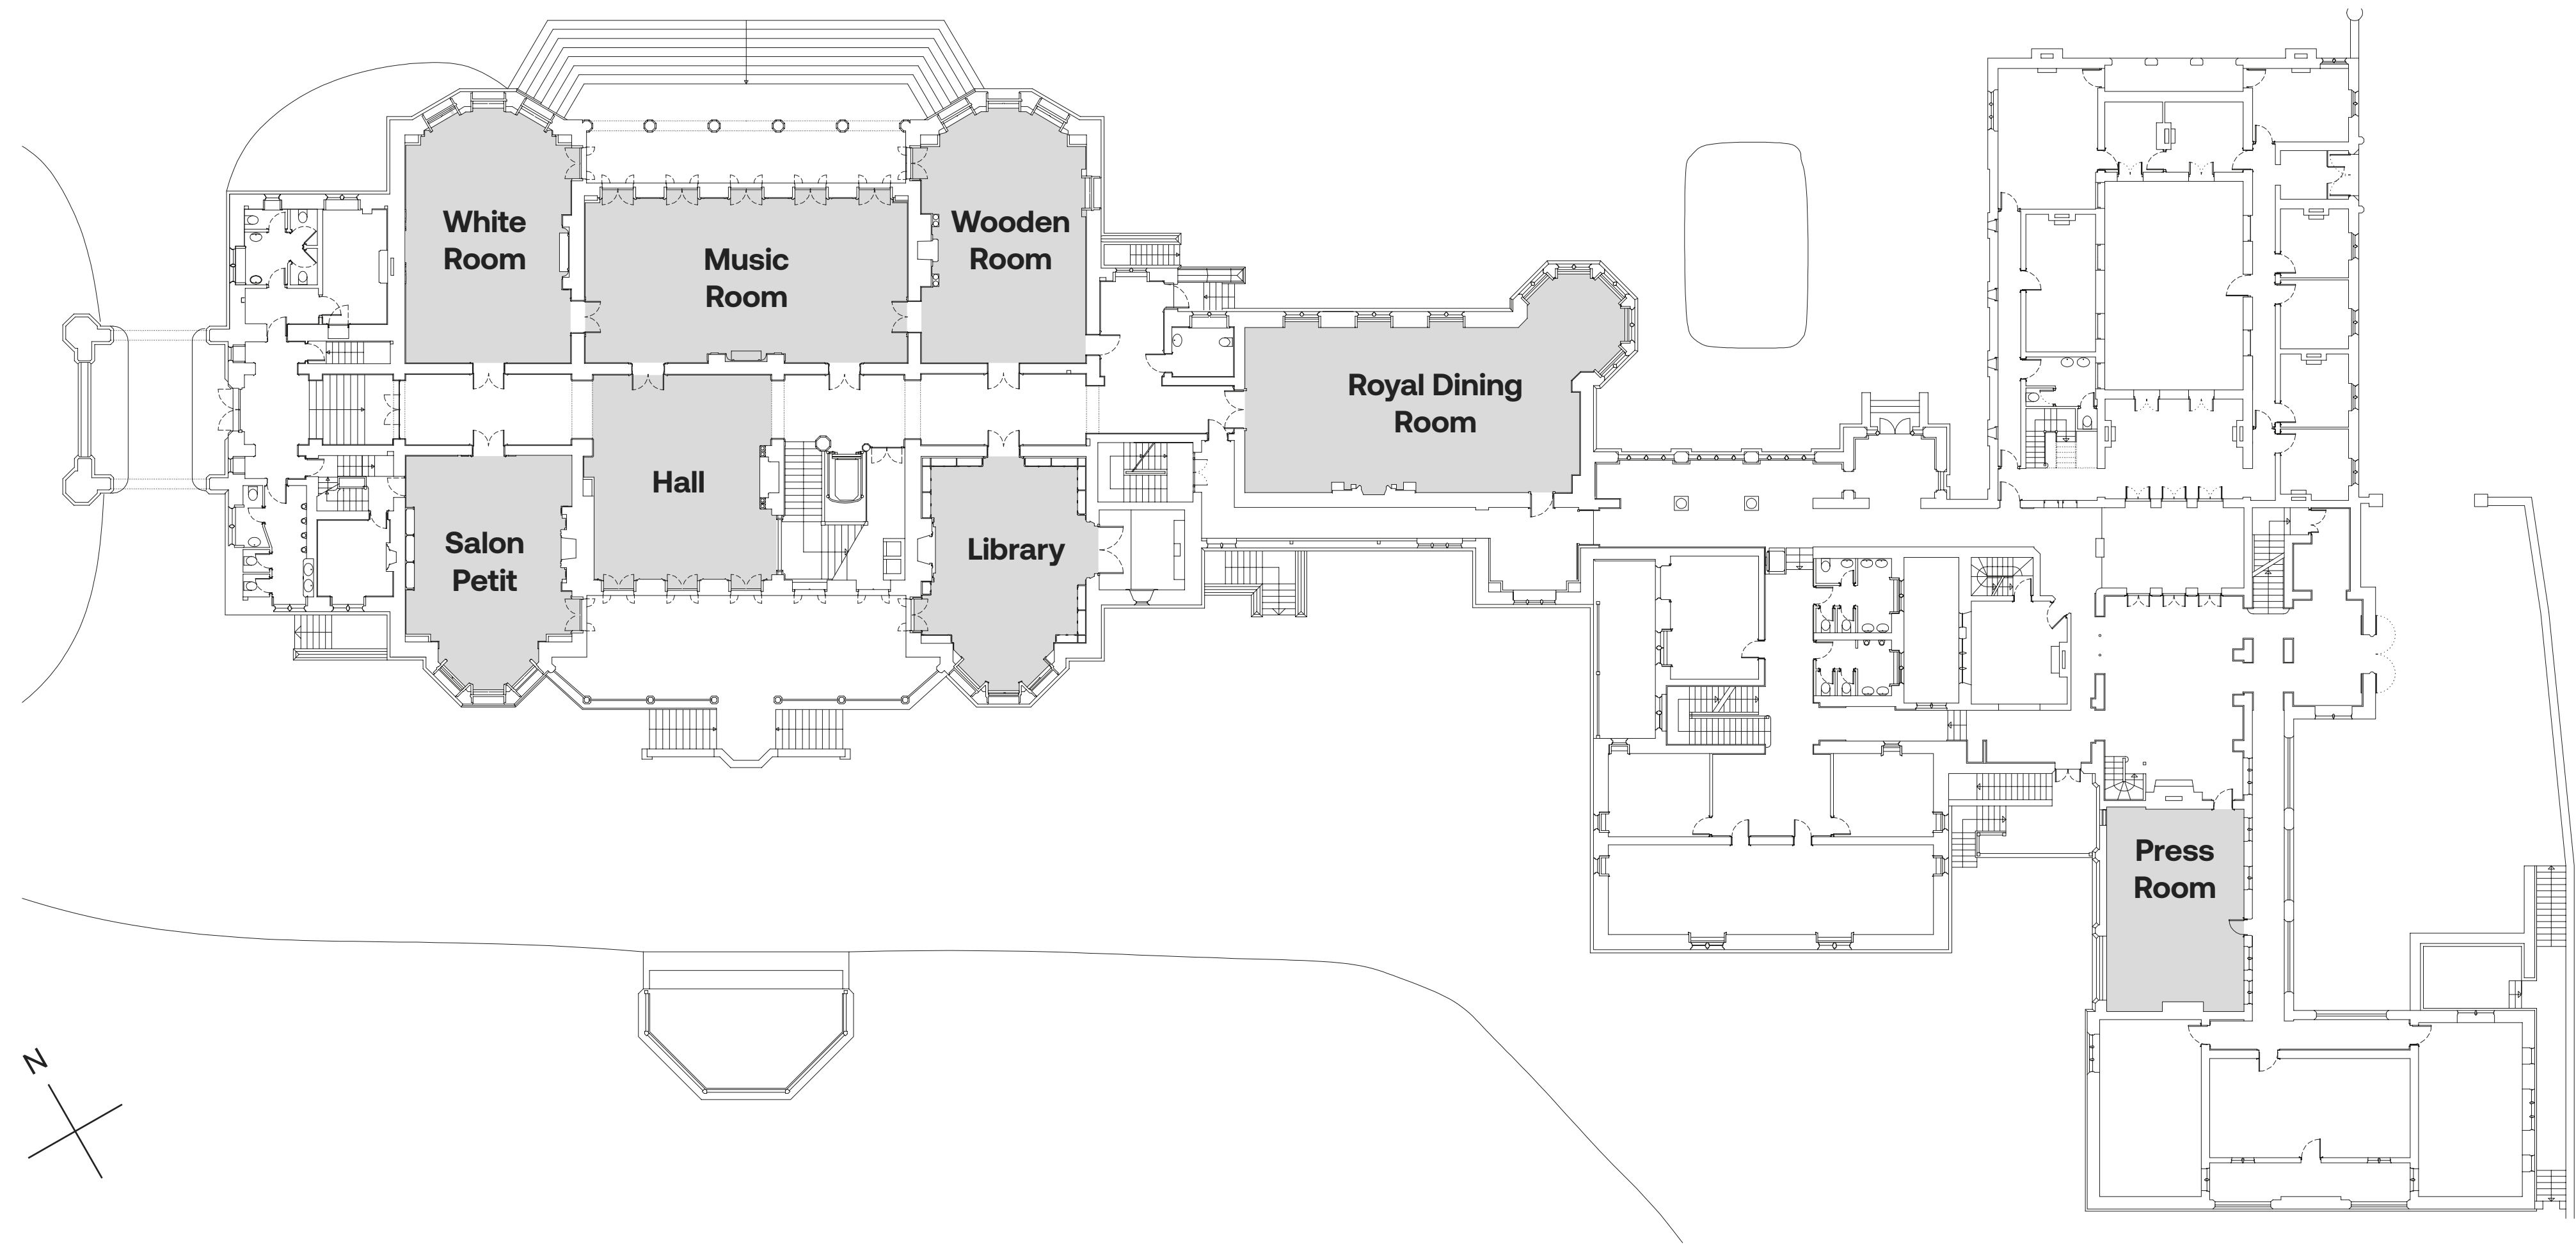 White
Room
Music
Room
Wooden
Room
Royal Dining
Room
Hall
Salon
Petit
Library
Press
Room
N